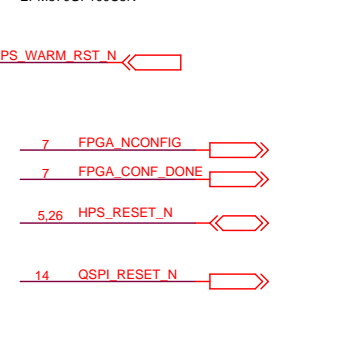 PS_WARM_RST_N
7 FPGA_NCONFIG
7 FPGA_CONF_DONE
5,26 HPS_RESET_N
14 QSPI_RESET_N